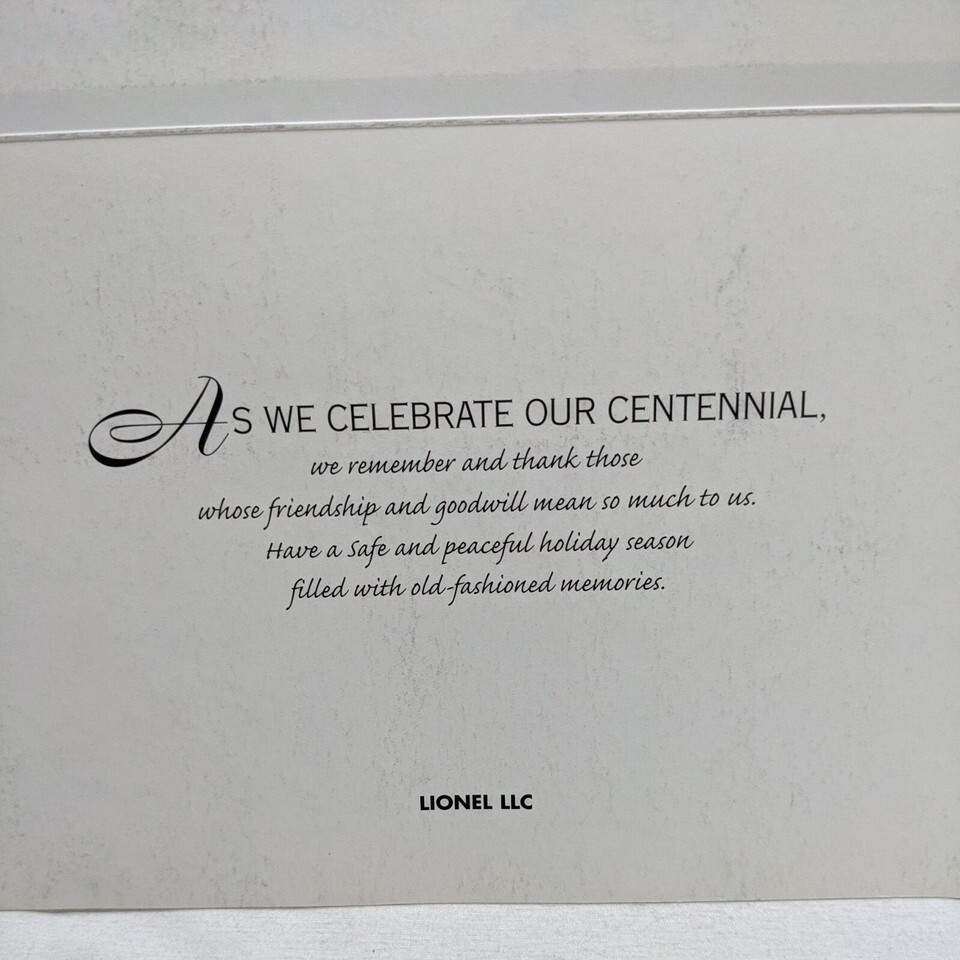 As WE CELEBRATE OUR CENTENNIAL,
we remember and thank those
whose friendship and goodwill mean so much to us.
Have a safe and peaceful holiday season
filled with old-fashioned memories.
LIONEL LLC